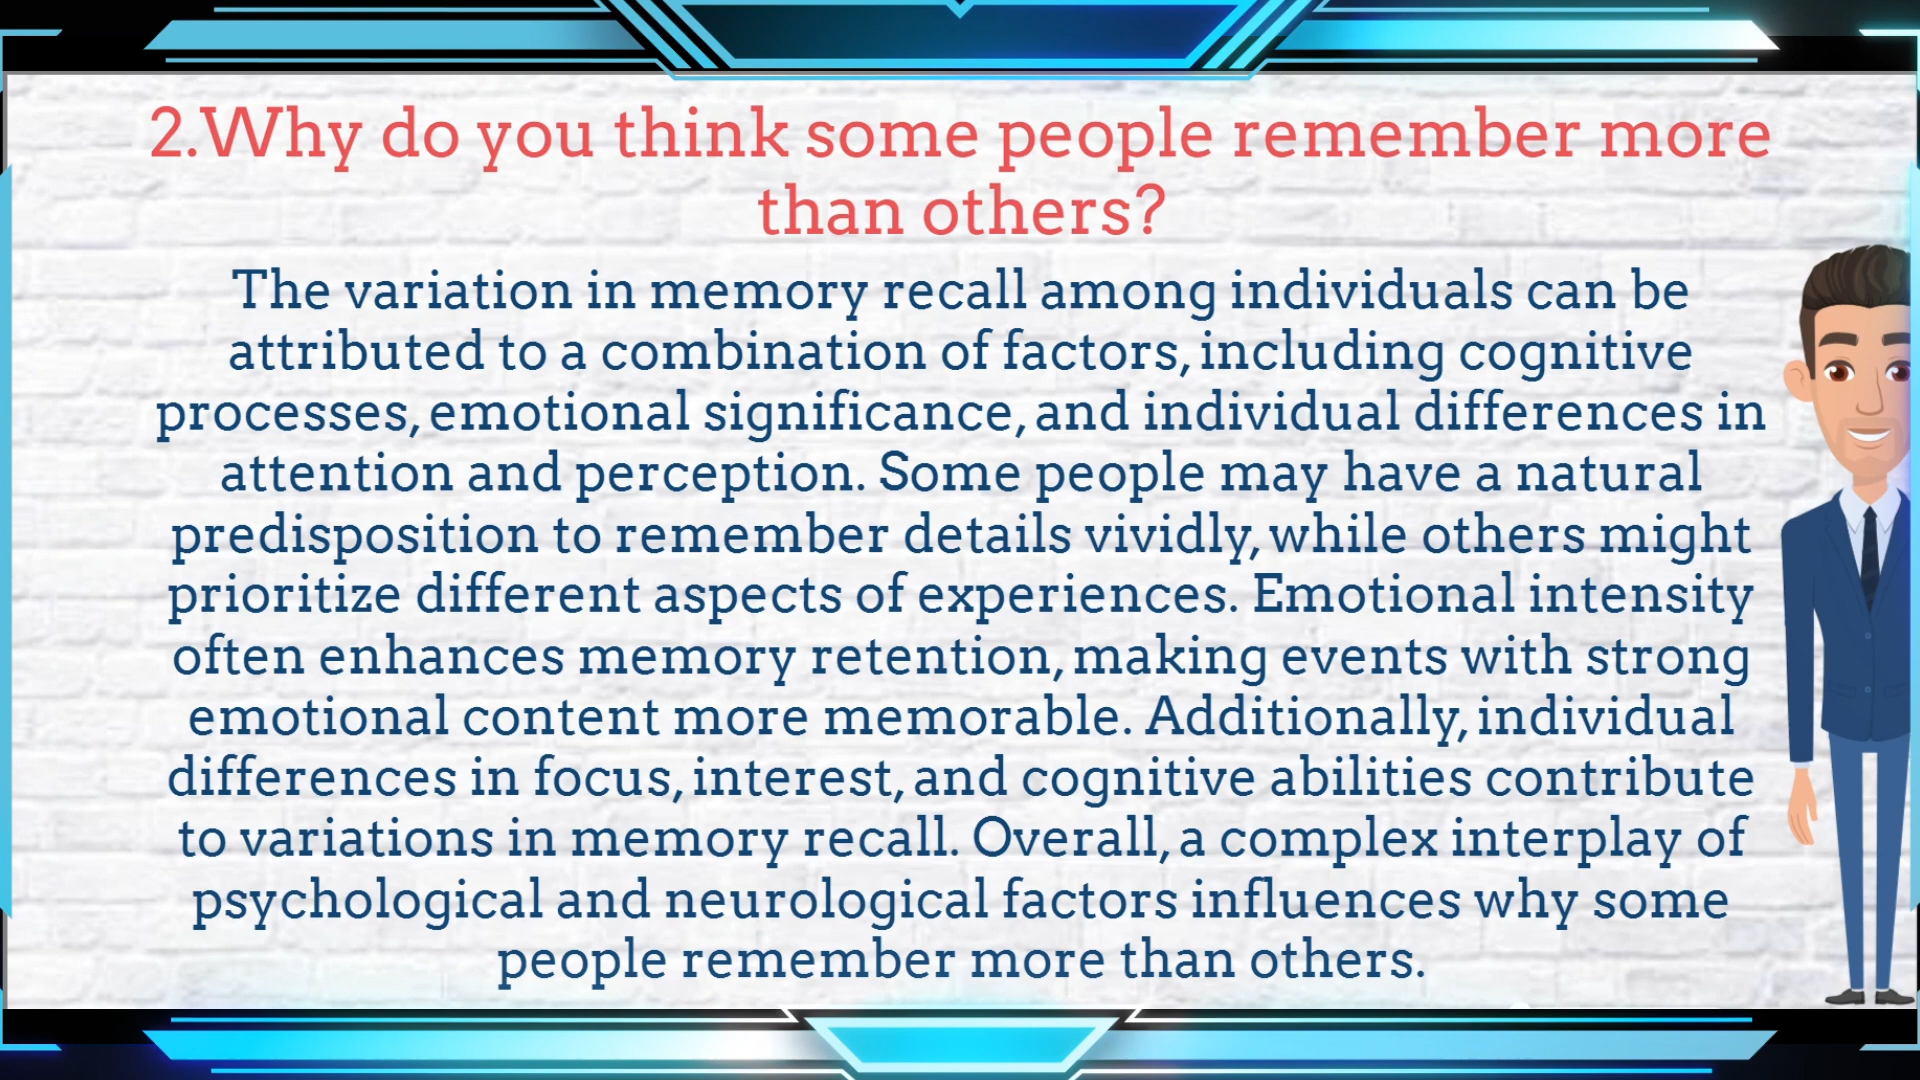 2.Why do you think some people remember more
than others?
The variation in memory recall among individuals can be
attributed to a combination of factors, including cognitive
processes, emotional significance, and individual differences in
attention and perception. Some people may have a natural
predisposition to remember details vividly, while others might
prioritize different aspects of experiences. Emotional intensity
often enhances memory retention, making events with strong
emotional content more memorable. Additionally, individual
differences in focus, interest, and cognitive abilities contribute
to variations in memory recall. Overall, a complex interplay of
psychological and neurological factors influences why some
people remember more than others.